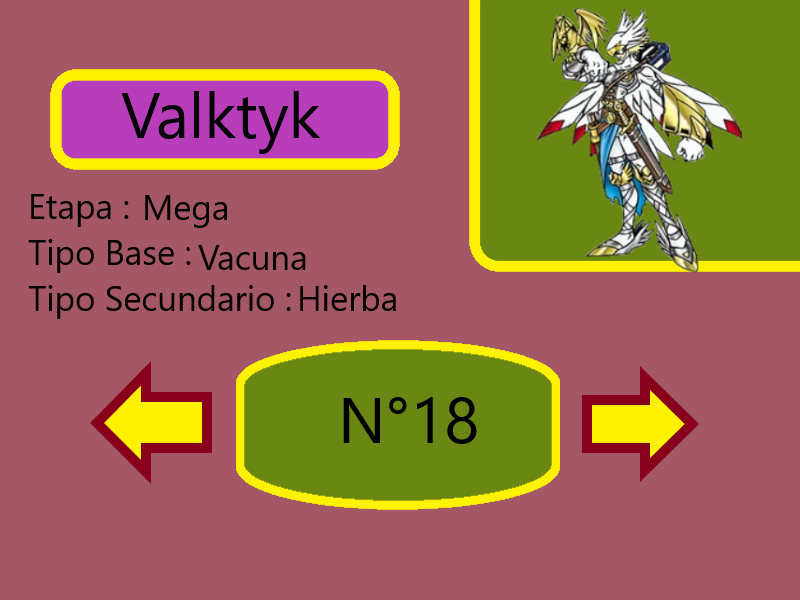 Valktyk
Etapa : Mega
Tipo Base : Vacuna
Tipo Secundario : Hierba
N°18